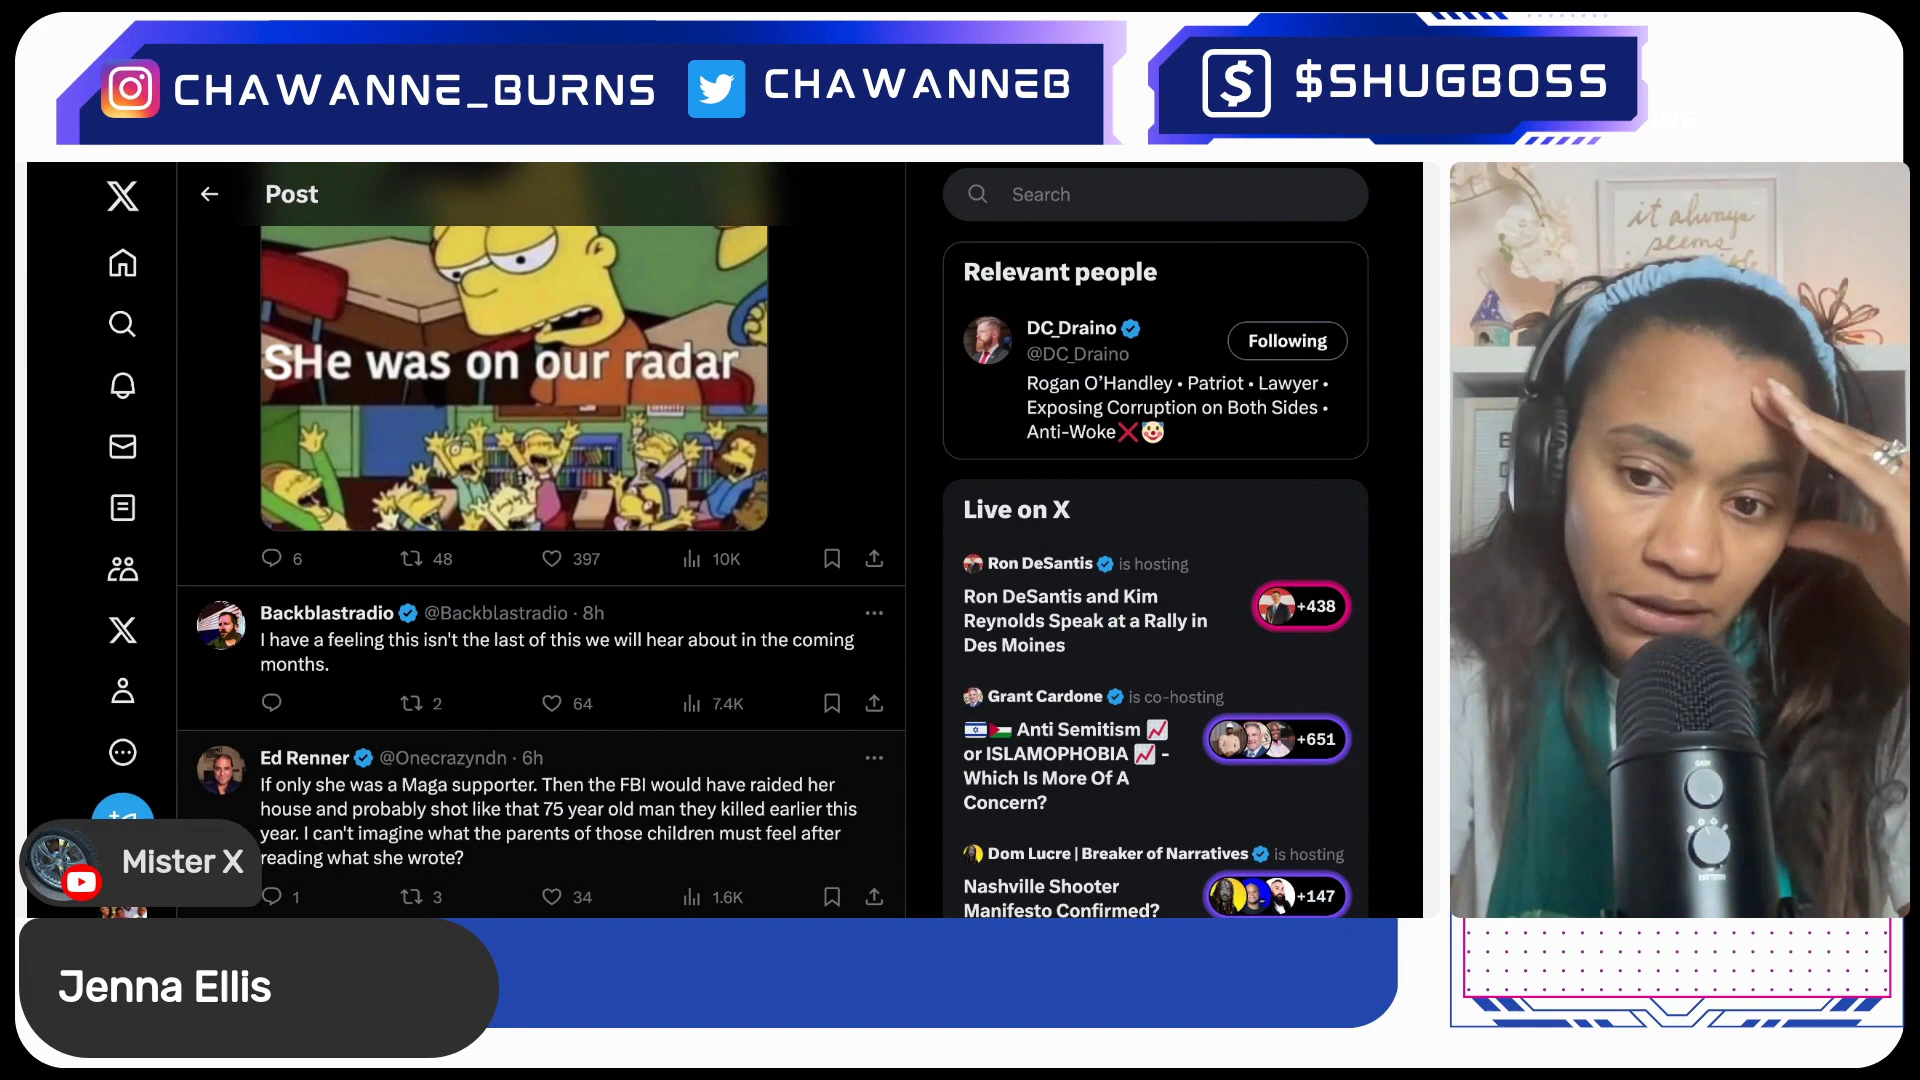 CHAWANNE_BURNS
CHAWANNEB
$SHUGBOSS
Post
Search
SHe was on our radar
6
48
397
10K
Backblastradio @Backblastradio · 8h
I have a feeling this isn't the last of this we will hear about in the coming
months.
2
64
7.4K
Ed Renner @Onecrazyndn · 6h
If only she was a Maga supporter. Then the FBI would have raided her
house and probably shot like that 75 year old man they killed earlier this
year. I can't imagine what the parents of those children must feel after
reading what she wrote?
1
3
34
1.6K
Relevant people
DC_Draino
@DC_Draino
Following
Rogan O’Handley • Patriot • Lawyer •
Exposing Corruption on Both Sides •
Anti-Woke
Live on X
Ron DeSantis is hosting
Ron DeSantis and Kim
Reynolds Speak at a Rally in
Des Moines
+438
Grant Cardone is co-hosting
Anti Semitism
or ISLAMOPHOBIA -
Which Is More Of A
Concern?
+651
Dom Lucre | Breaker of Narratives is hosting
Nashville Shooter
Manifesto Confirmed?
+147
it always
seems
GAIN
PATTERN
Mister X
Jenna Ellis